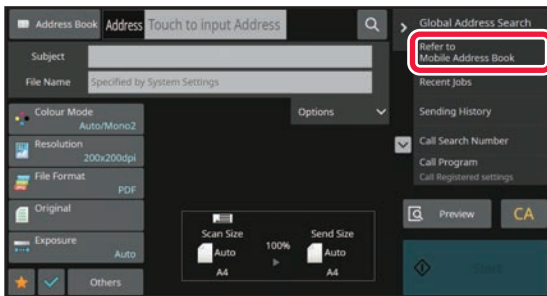 Address Book
Address
Touch to input Address
Subject
File Name
Specified by System Settings
Colour Mode
Auto/Mono2
Resolution
200x200dpi
File Format
PDF
Original
Exposure
Auto
Others
Options
Scan Size
Auto
A4
100%
Send Size
Auto
A4
Global Address Search
Refer to
Mobile Address Book
Recent Jobs
Sending History
Call Search Number
Call Program
Call Registered settings
Preview
CA
Start